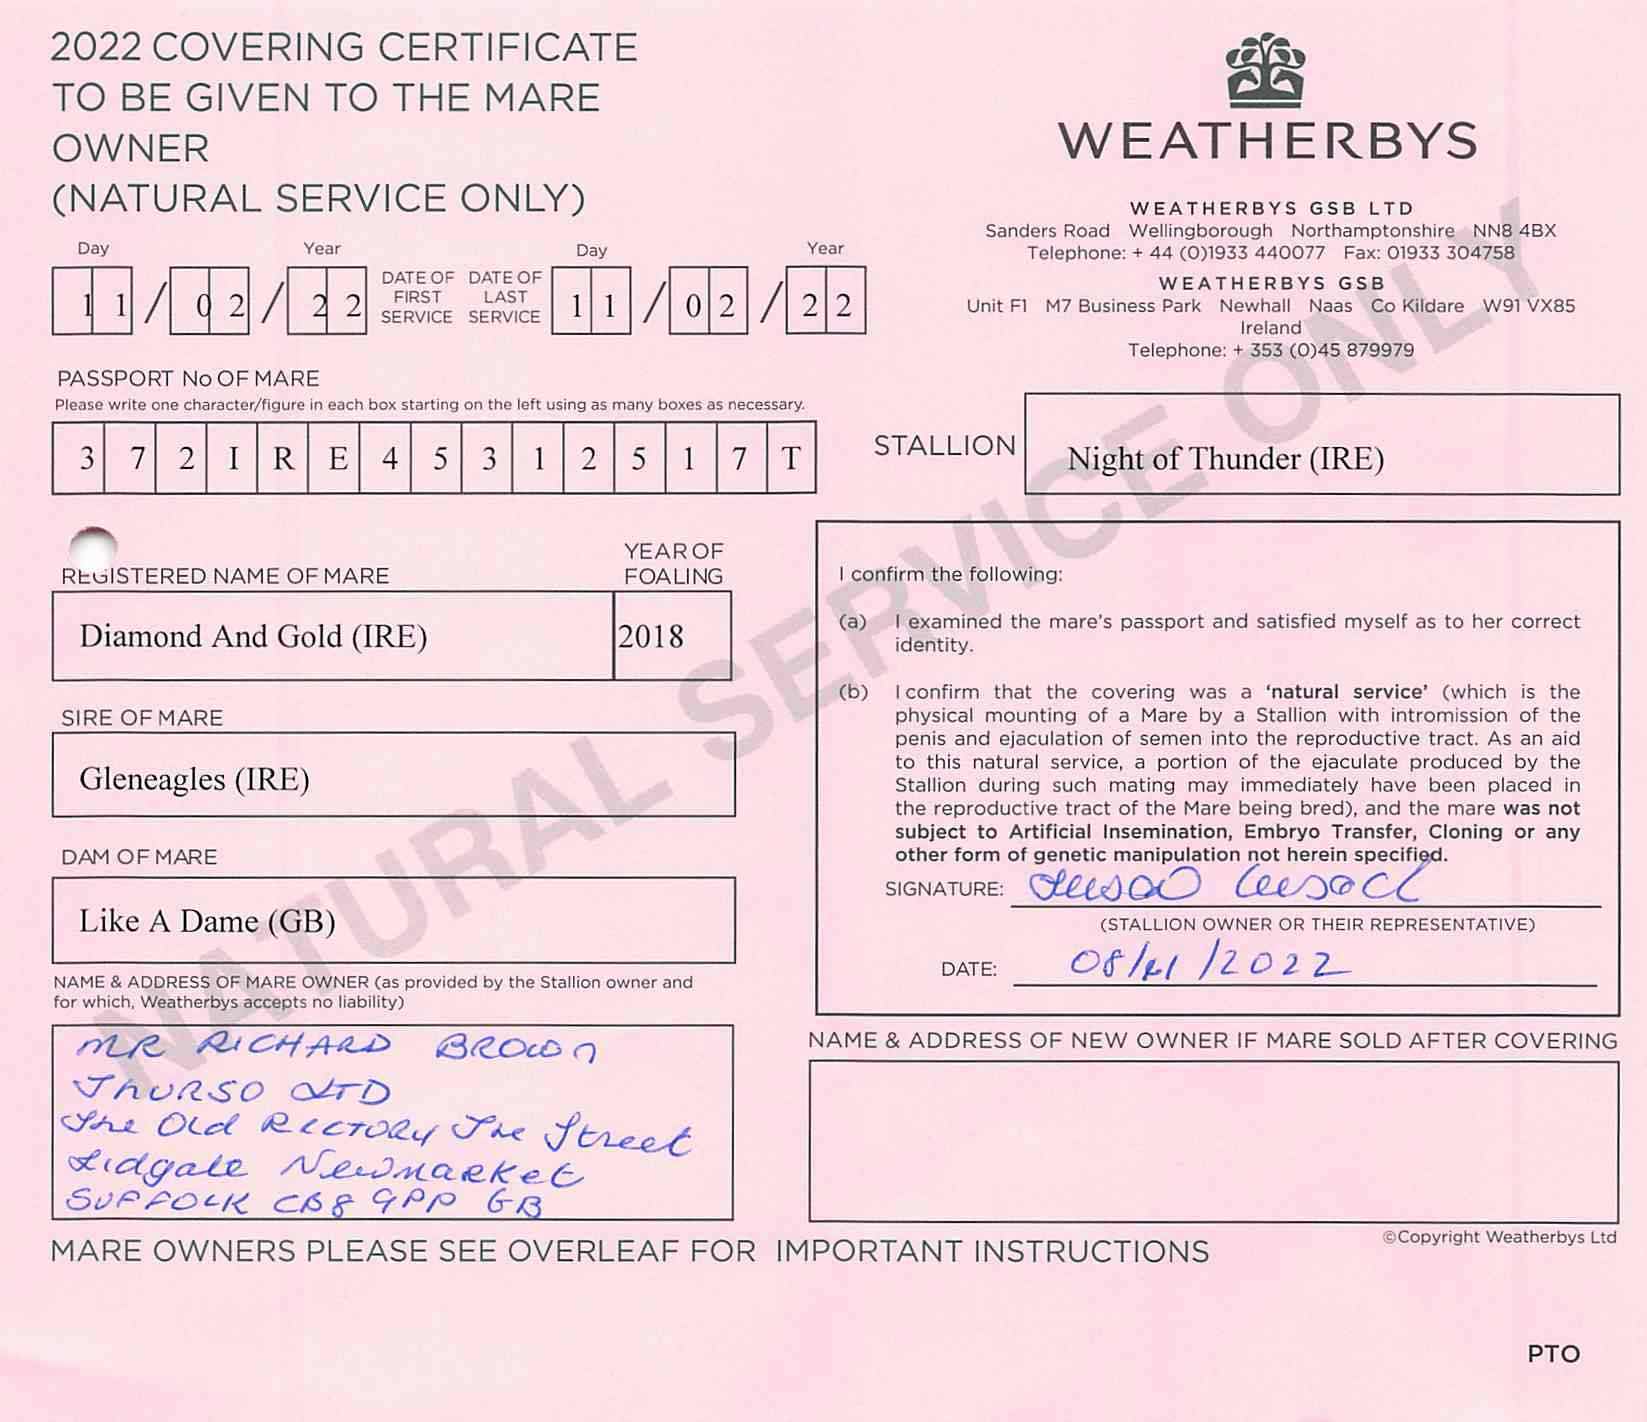 2022 COVERING CERTIFICATE
TO BE GIVEN TO THE MARE
OWNER
(NATURAL SERVICE ONLY)
WEATHERBYS
WEATHERBYS GSB LTD
Sanders Road Wellingborough Northamptonshire NN8 4BX
Telephone: + 44 (0)1933 440077 Fax: 01933 304758
WEATHERBYS GSB
Unit F1 M7 Business Park Newhall Naas Co Kildare W91 VX85
Ireland
Telephone: + 353 (0)45 879979
Day Year
11/02/22
DATE OF FIRST SERVICE
DATE OF LAST SERVICE
Day Year
11/02/22
PASSPORT No OF MARE
Please write one character/figure in each box starting on the left using as many boxes as necessary.
372IRE45312517T
STALLION
Night of Thunder (IRE)
REGISTERED NAME OF MARE
YEAR OF FOALING
Diamond And Gold (IRE)
2018
SIRE OF MARE
Gleneagles (IRE)
DAM OF MARE
Like A Dame (GB)
NAME & ADDRESS OF MARE OWNER (as provided by the Stallion owner and
for which, Weatherbys accepts no liability)
MR RICHARD BROWN
THURSO LTD
The Old RECTORY The Street
Lidgate Newmarket
SUFFOLK CB8 9PP GB
I confirm the following:
(a) I examined the mare's passport and satisfied myself as to her correct
identity.
(b) I confirm that the covering was a 'natural service' (which is the
physical mounting of a Mare by a Stallion with intromission of the
penis and ejaculation of semen into the reproductive tract. As an aid
to this natural service, a portion of the ejaculate produced by the
Stallion during such mating may immediately have been placed in
the reproductive tract of the Mare being bred), and the mare was not
subject to Artificial Insemination, Embryo Transfer, Cloning or any
other form of genetic manipulation not herein specified.
SIGNATURE:
(STALLION OWNER OR THEIR REPRESENTATIVE)
DATE: 08/ /2022
NAME & ADDRESS OF NEW OWNER IF MARE SOLD AFTER COVERING
©Copyright Weatherbys Ltd
MARE OWNERS PLEASE SEE OVERLEAF FOR IMPORTANT INSTRUCTIONS
PTO
NATURAL SERVICE ONLY